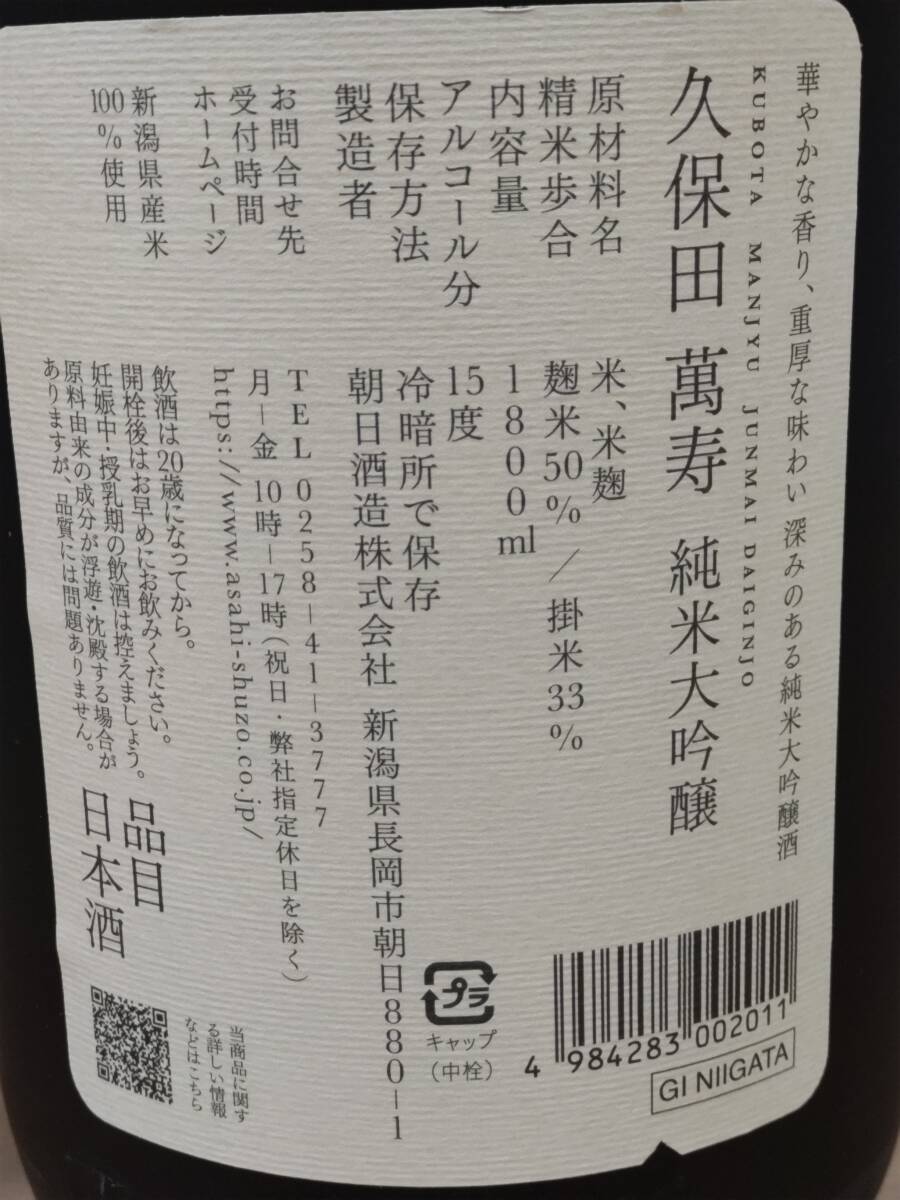 華やかな香り、重厚な味わい 深みのある純米大吟醸酒
KUBOTA MANJYU JUNMAI DAIGINJO
久保田 萬寿 純米大吟醸
原材料名 米、米麹
精米歩合 麹米50% / 掛米33%
内容量 1800ml
アルコール分 15度
保存方法 冷暗所で保存
製造者 朝日酒造株式会社 新潟県長岡市朝日880-1
お問合せ先 TEL 0258-41-3777
受付時間 月-金 10時-17時(祝日・弊社指定休日を除く)
ホームページ https://www.asahi-shuzo.co.jp/
新潟県産米
100%使用
飲酒は20歳になってから。
開栓後はお早めにお飲みください。
妊娠中・授乳期の飲酒は控えましょう。
原料由来の成分が浮遊・沈殿する場合が
ありますが、品質には問題ありません。
品目
日本酒
プラ
キャップ
(中栓)
4 984283 002011
GI NIIGATA
当商品に関す
る詳しい情報
などはこちら